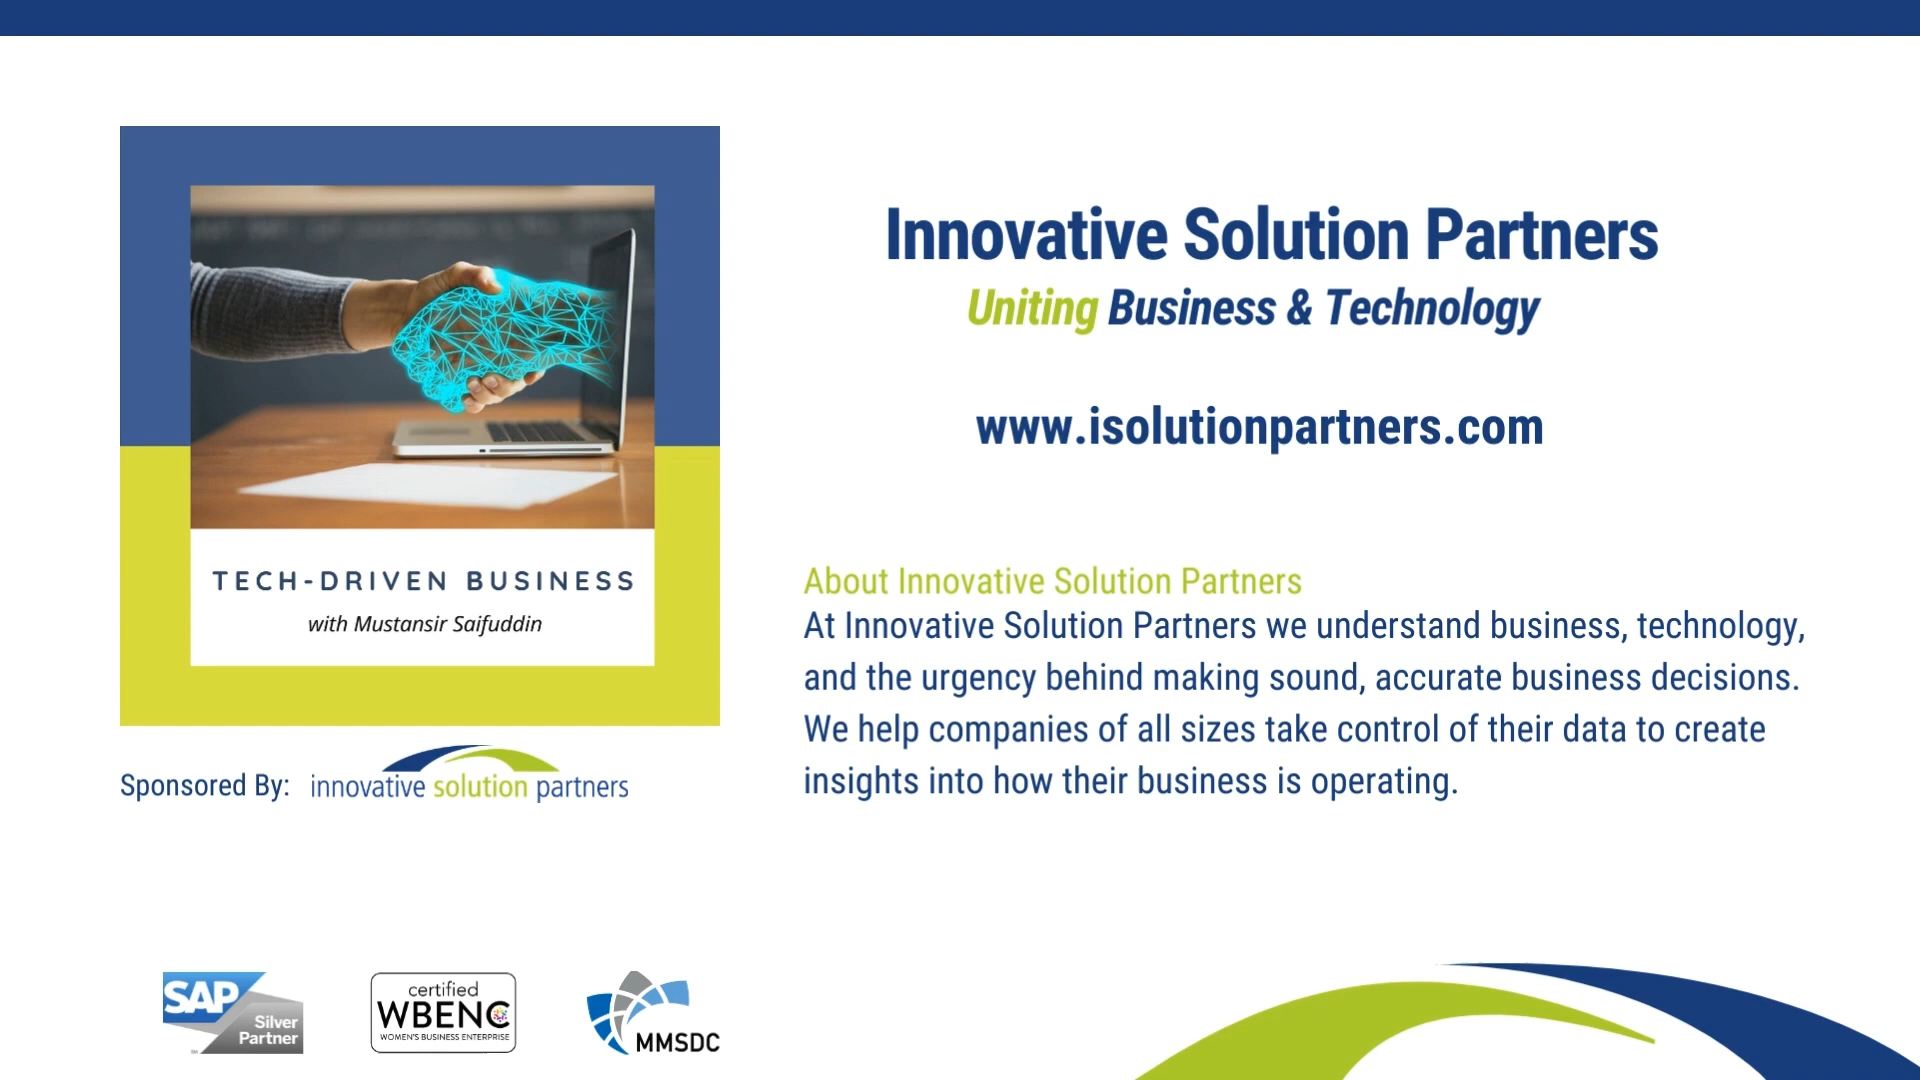 TECH-DRIVEN BUSINESS
with Mustansir Saifuddin
Sponsored By:
innovative solution partners
Innovative Solution Partners
Uniting Business & Technology
www.isolutionpartners.com
About Innovative Solution Partners
At Innovative Solution Partners we understand business, technology,
and the urgency behind making sound, accurate business decisions.
We help companies of all sizes take control of their data to create
insights into how their business is operating.
SAP
Silver
Partner
certified
WBENC
WOMEN'S BUSINESS ENTERPRISE
MMSDC